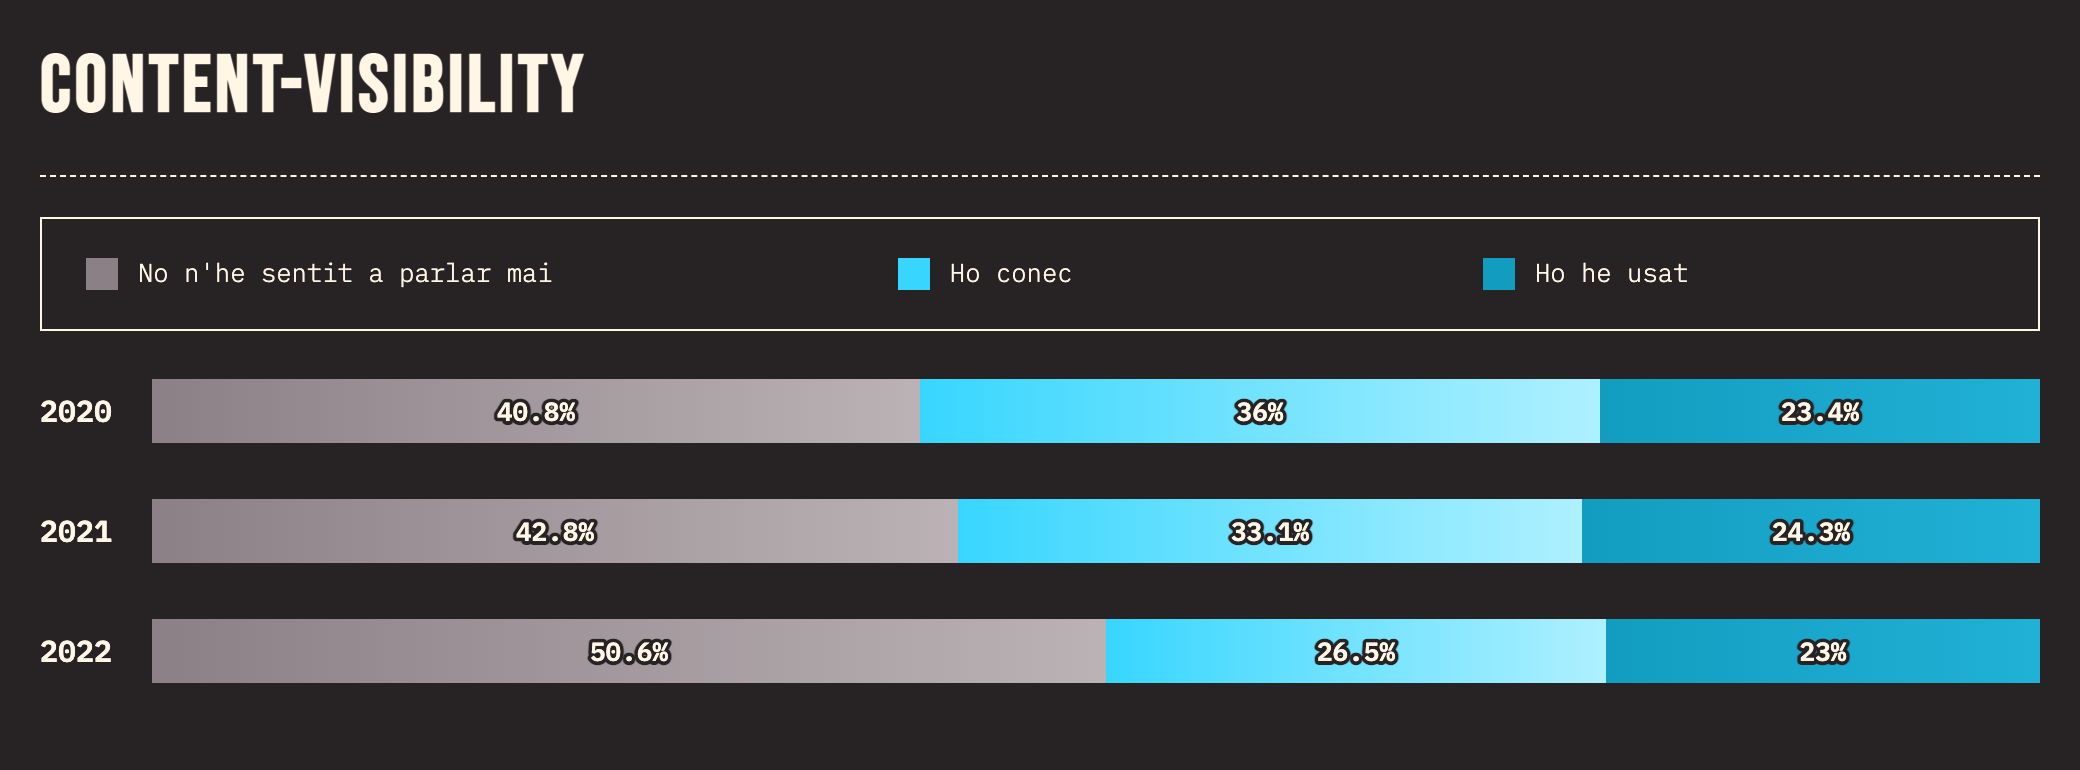 CONTENT-VISIBILITY
No n'he sentit a parlar mai Ho conec Ho he usat
2020 40.8% 36% 23.4%
2021 42.8% 33.1% 24.3%
2022 50.6% 26.5% 23%